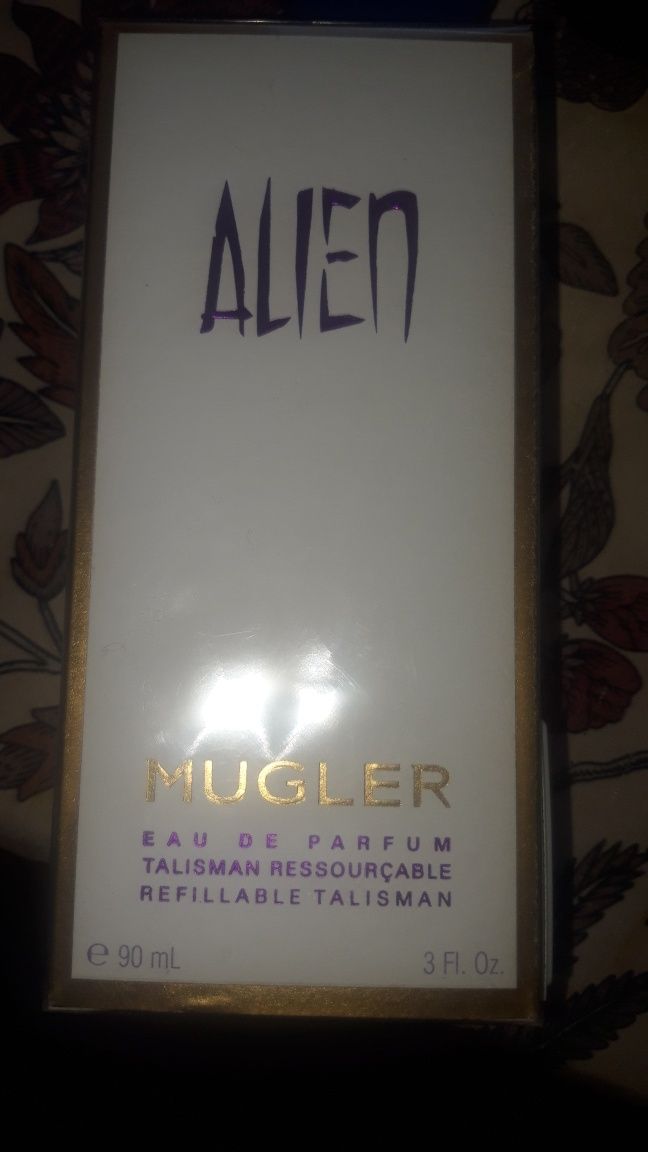 ALIEN
MUGLER
EAU DE PARFUM
TALISMAN RESSOURÇABLE
REFILLABLE TALISMAN
e 90 mL
3 Fl. Oz.